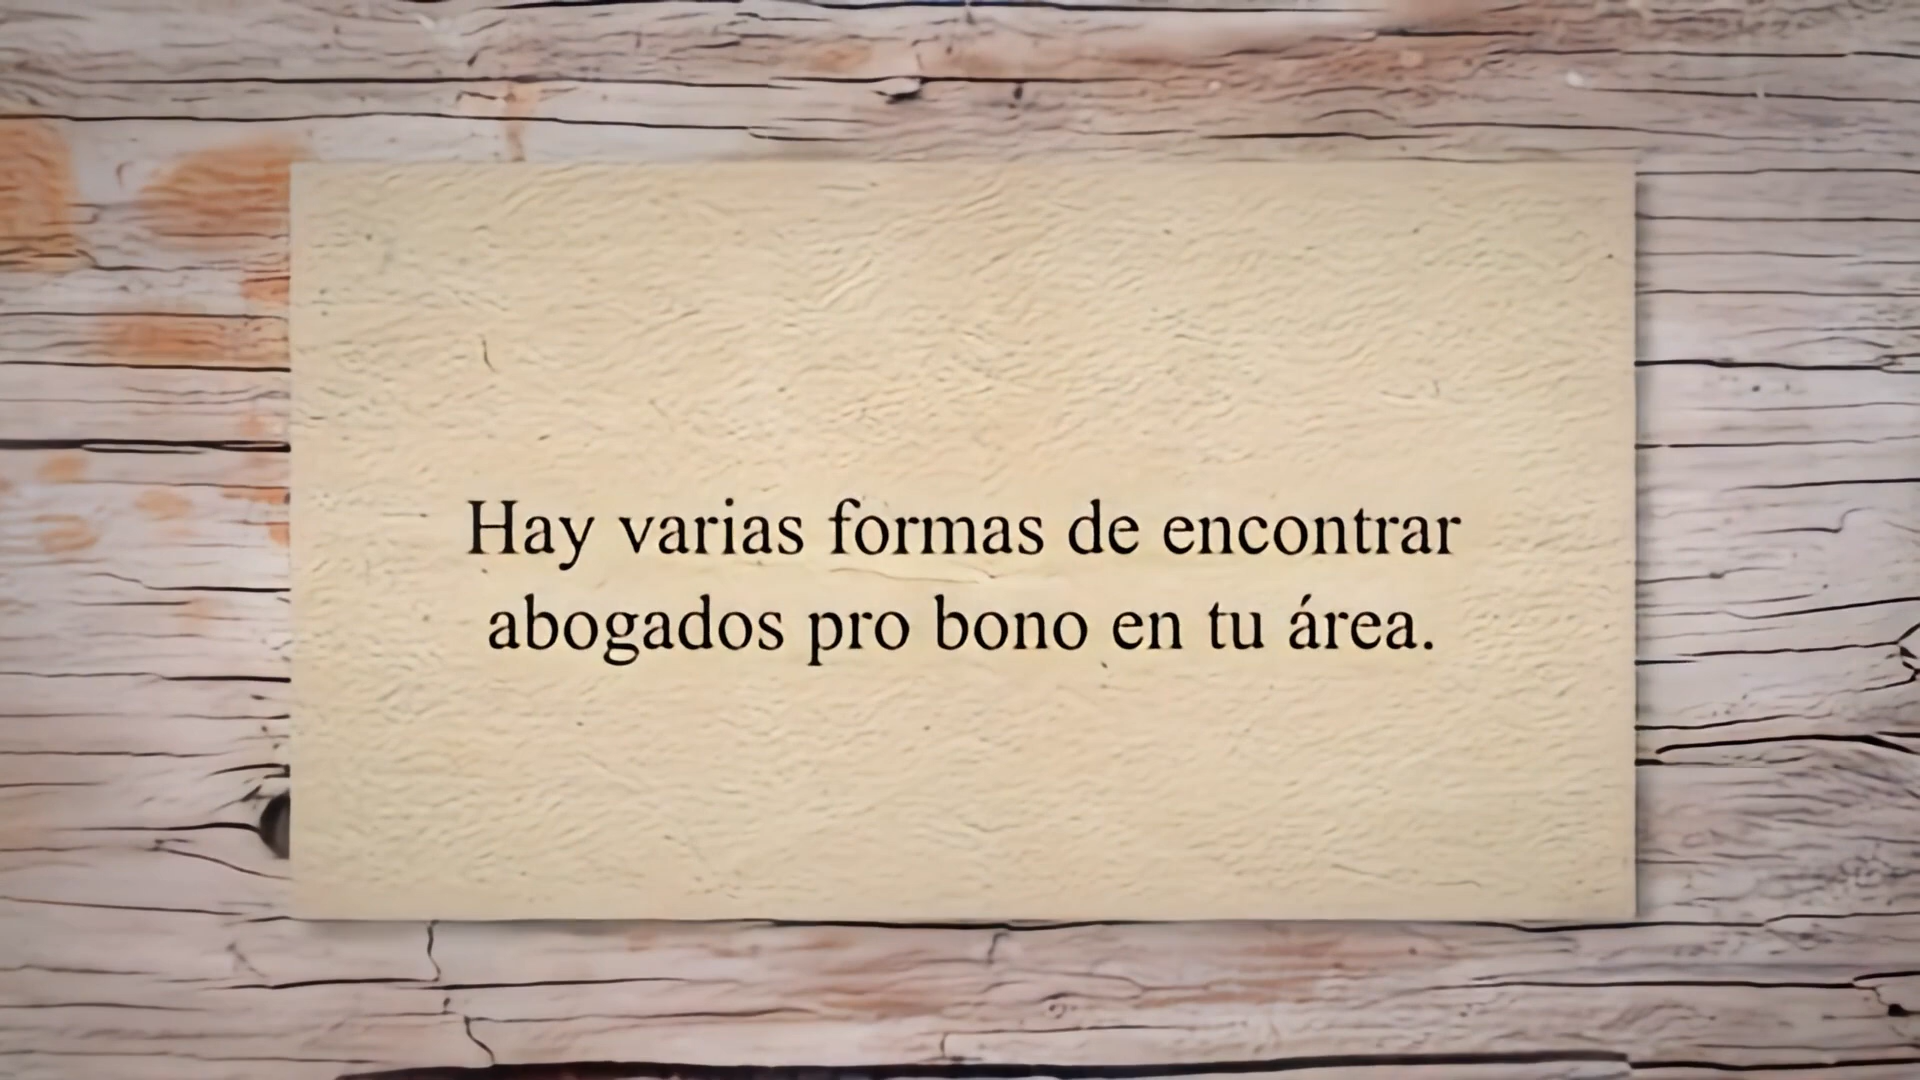 Hay varias formas de encontrar
abogados pro bono en tu área.